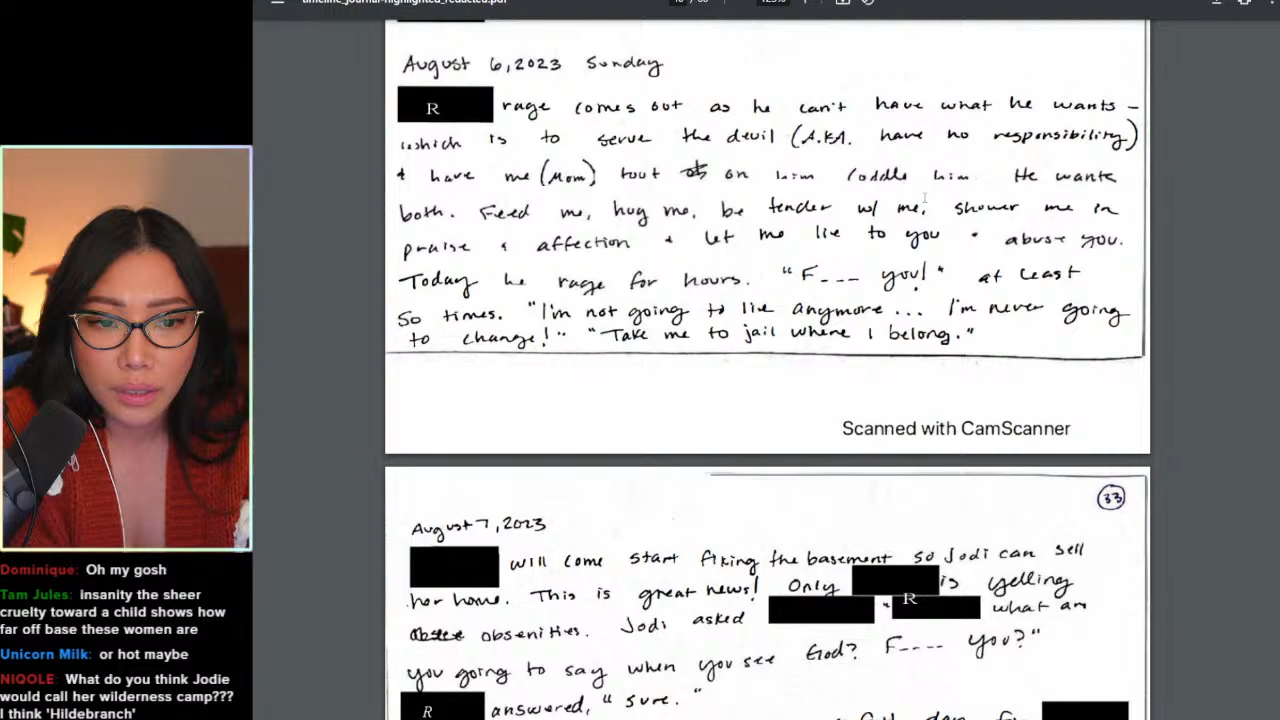 timeline_journal-highlighted_redacted.pdf
August 6, 2023 Sunday
R rage comes out as he can't have what he wants -
which is to serve the devil (A.KA. have no responsibility)
+ have me (Mom) tout on him coddle him. He wants
both. Feed me, hug me, be tender w/ me, shower me in
praise + affection + let me lie to you + abuse you.
Today he rage for hours. "F--- you!" at least
50 times. "I'm not going to lie anymore... I'm never going
to change!" "Take me to jail where I belong."
Scanned with CamScanner
33
August 7, 2023
will come start fixing the basement so Jodi can sell
her home. This is great news! Only is yelling
obsenities. Jodi asked + R what are
you going to say when you see God? F---- you?"
R answered, "sure."
Dominique: Oh my gosh
Tam Jules: insanity the sheer
cruelty toward a child shows how
far off base these women are
Unicorn Milk: or hot maybe
NIQOLE: What do you think Jodie
would call her wilderness camp???
I think 'Hildebranch'